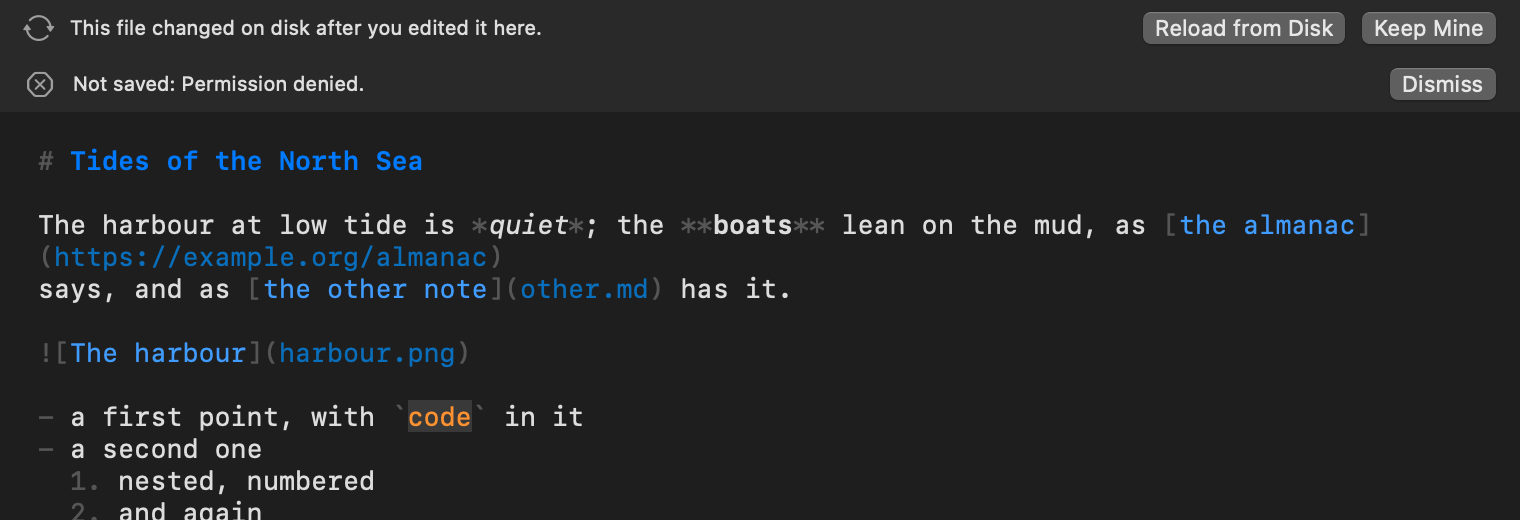 This file changed on disk after you edited it here.
Reload from Disk
Keep Mine
Not saved: Permission denied.
Dismiss
# Tides of the North Sea
The harbour at low tide is *quiet*; the **boats** lean on the mud, as [the almanac]
(https://example.org/almanac)
says, and as [the other note](other.md) has it.
![The harbour](harbour.png)
- a first point, with `code` in it
- a second one
1. nested, numbered
2. and again